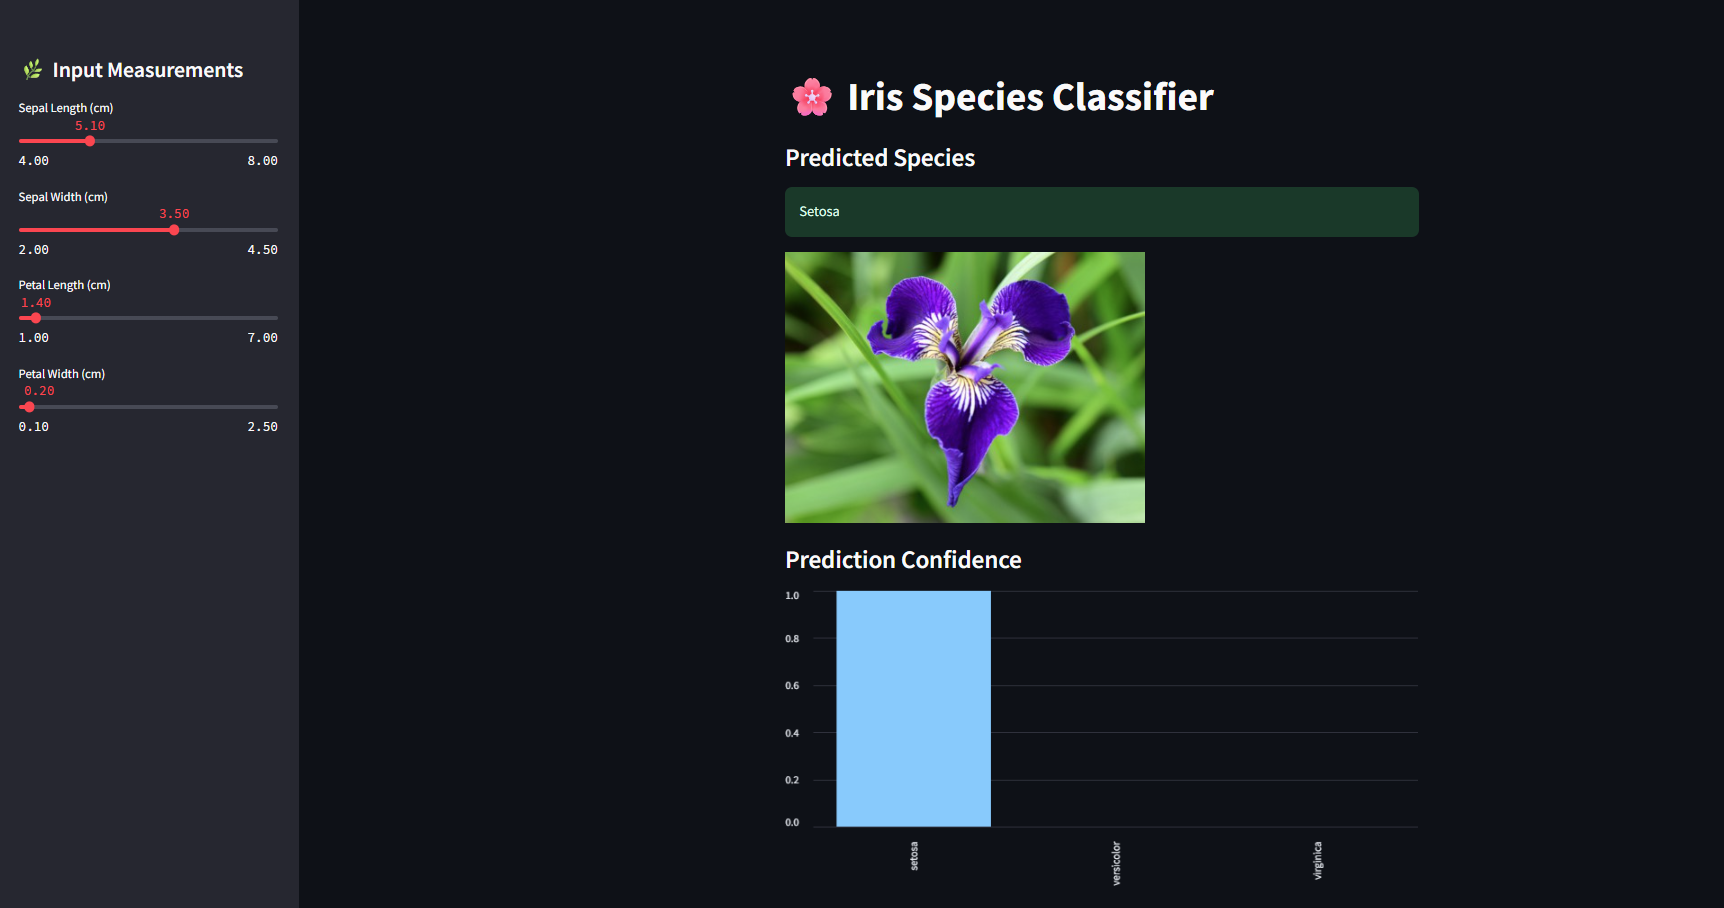 Input Measurements
Sepal Length (cm)
5.10
4.00 8.00
Sepal Width (cm)
3.50
2.00 4.50
Petal Length (cm)
1.40
1.00 7.00
Petal Width (cm)
0.20
0.10 2.50
Iris Species Classifier
Predicted Species
Setosa
Prediction Confidence
1.0
0.8
0.6
0.4
0.2
0.0
setosa versicolor virginica